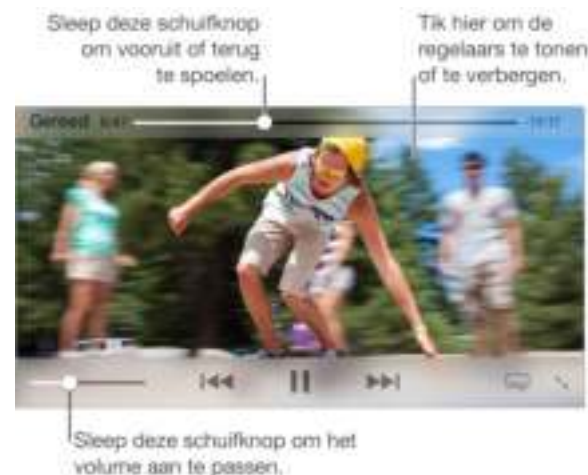 Sleep deze schuifknop
om vooruit of terug
te spoelen.
Tik hier om de
regelaars te tonen
of te verbergen.
Gereed
Sleep deze schuifknop om het
volume aan te passen.